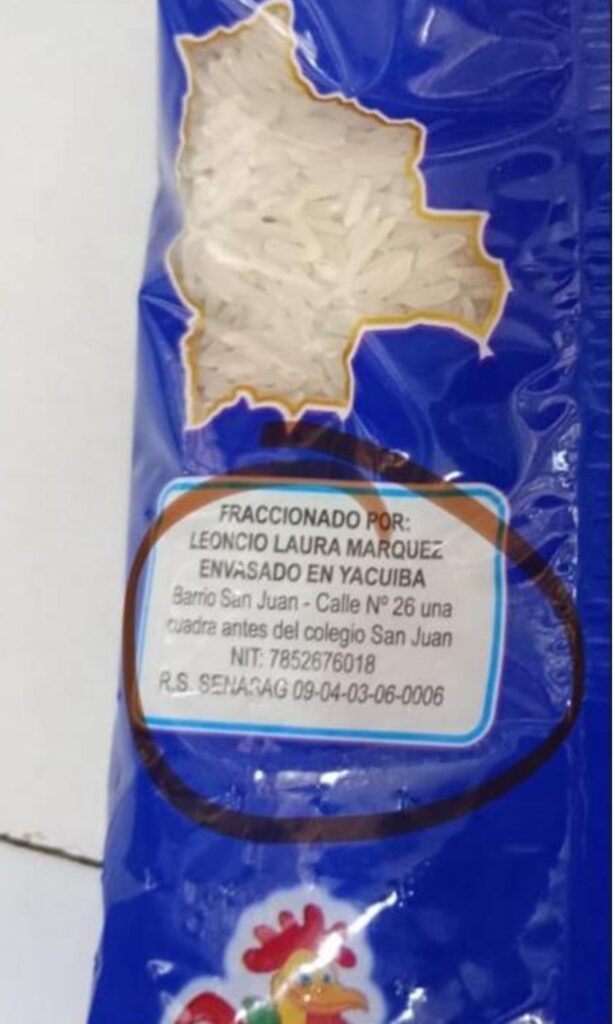 FRACCIONADO POR:
LEONCIO LAURA MARQUEZ
ENVASADO EN YACUIBA
Barrio San Juan - Calle Nº 26 una
cuadra antes del colegio San Juan
NIT: 7852676018
R.S. SENASAG 09-04-03-06-0006